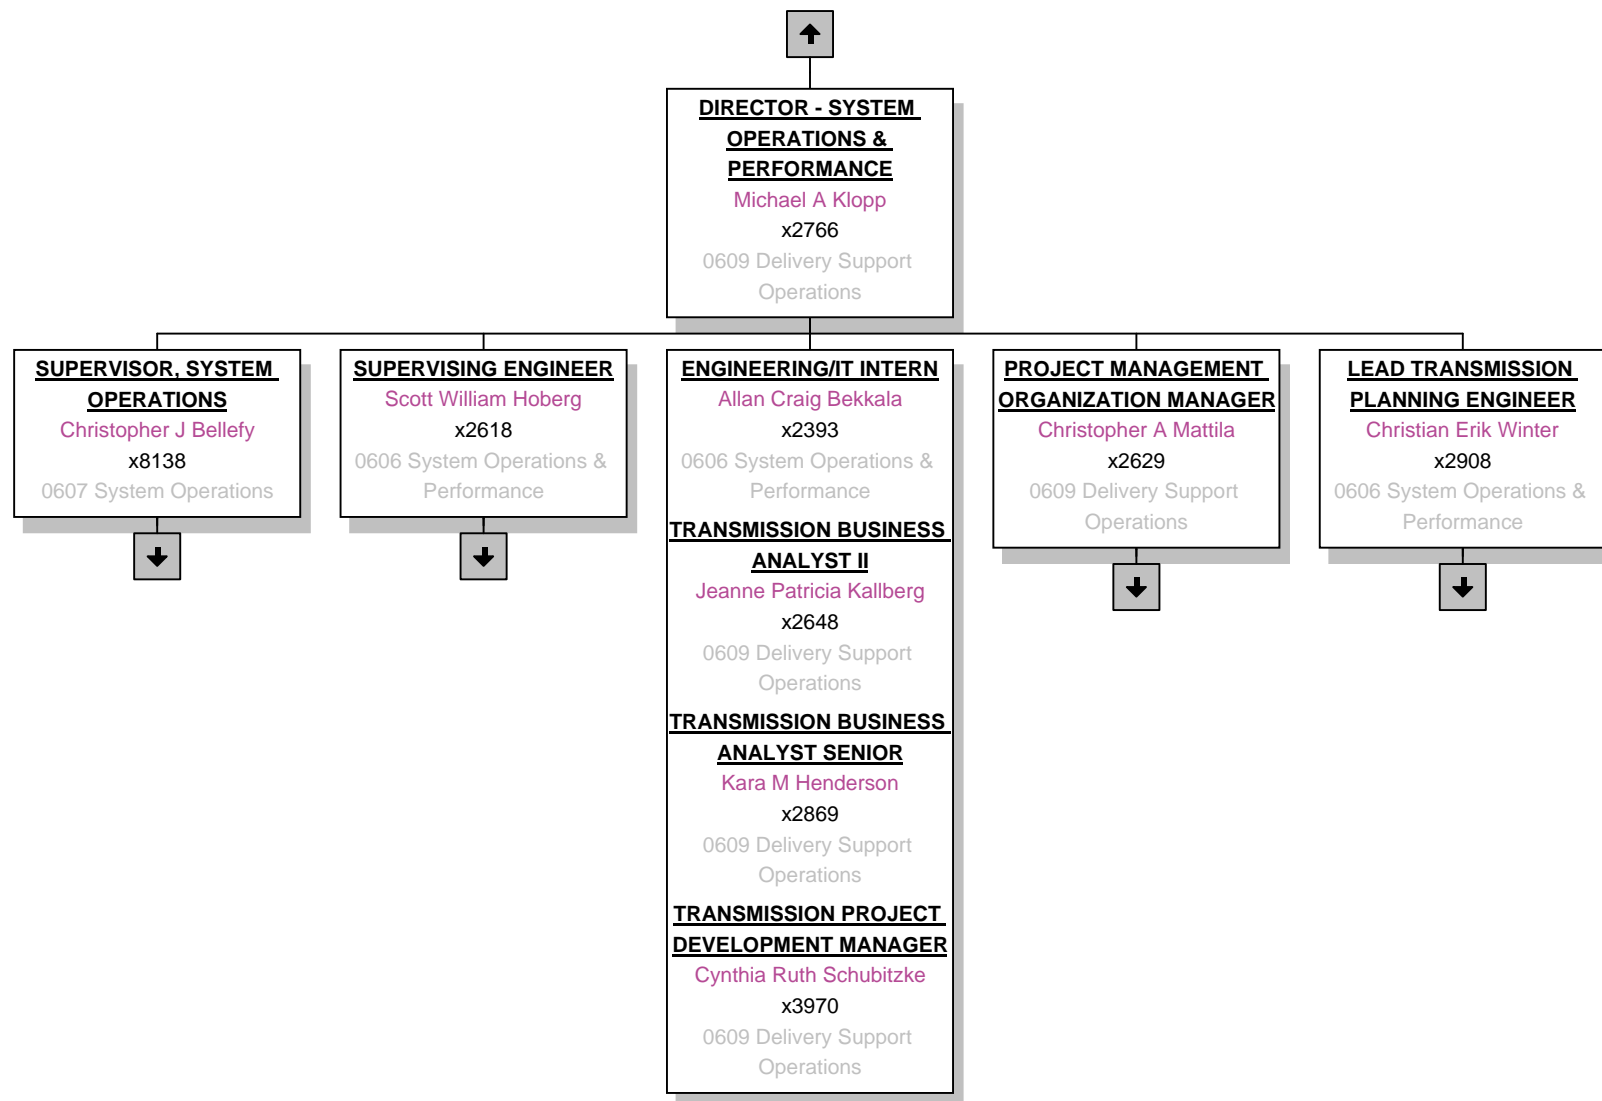 DIRECTOR - SYSTEM
OPERATIONS &
PERFORMANCE
Michael A Klopp
x2766
0609 Delivery Support
Operations
SUPERVISOR, SYSTEM
OPERATIONS
Christopher J Bellefy
x8138
0607 System Operations
SUPERVISING ENGINEER
Scott William Hoberg
x2618
0606 System Operations &
Performance
ENGINEERING/IT INTERN
Allan Craig Bekkala
x2393
0606 System Operations &
Performance
TRANSMISSION BUSINESS
ANALYST II
Jeanne Patricia Kallberg
x2648
0609 Delivery Support
Operations
TRANSMISSION BUSINESS
ANALYST SENIOR
Kara M Henderson
x2869
0609 Delivery Support
Operations
TRANSMISSION PROJECT
DEVELOPMENT MANAGER
Cynthia Ruth Schubitzke
x3970
0609 Delivery Support
Operations
PROJECT MANAGEMENT
ORGANIZATION MANAGER
Christopher A Mattila
x2629
0609 Delivery Support
Operations
LEAD TRANSMISSION
PLANNING ENGINEER
Christian Erik Winter
x2908
0606 System Operations &
Performance